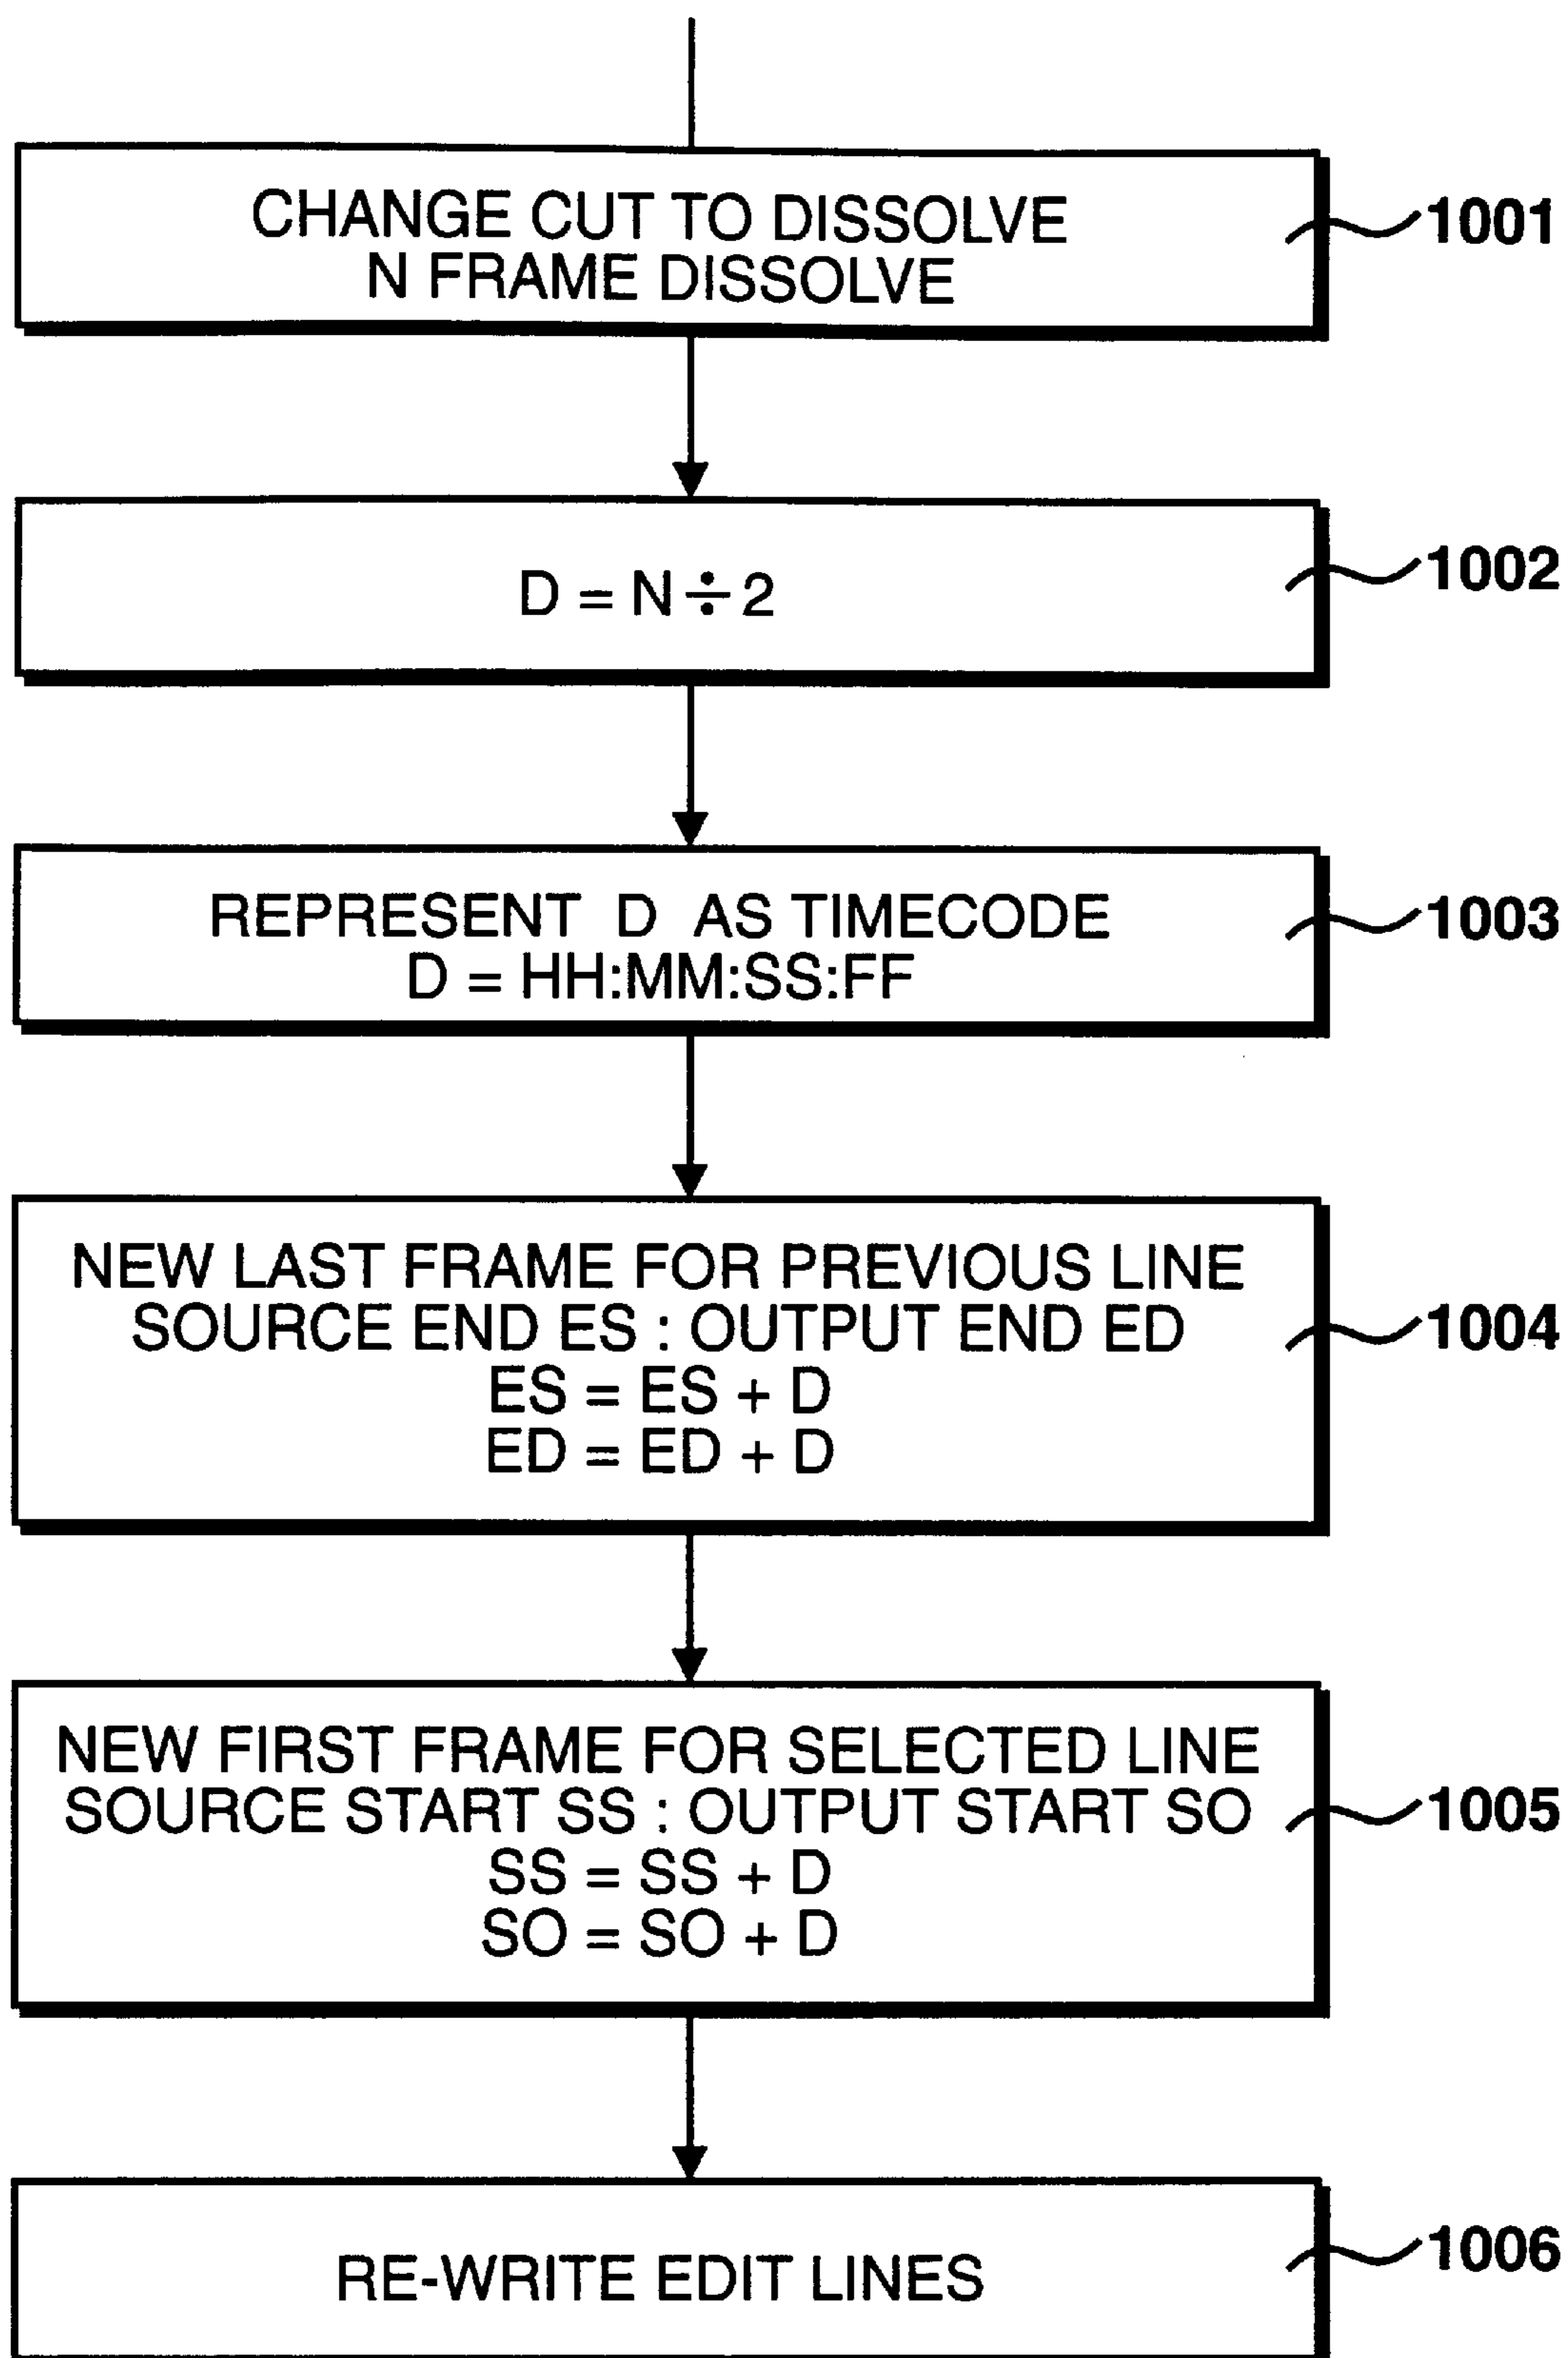 CHANGE CUT TO DISSOLVE
N FRAME DISSOLVE
1001
D = N ÷ 2
1002
REPRESENT D AS TIMECODE
D = HH:MM:SS:FF
1003
NEW LAST FRAME FOR PREVIOUS LINE
SOURCE END ES : OUTPUT END ED
ES = ES + D
ED = ED + D
1004
NEW FIRST FRAME FOR SELECTED LINE
SOURCE START SS : OUTPUT START SO
SS = SS + D
SO = SO + D
1005
RE-WRITE EDIT LINES
1006